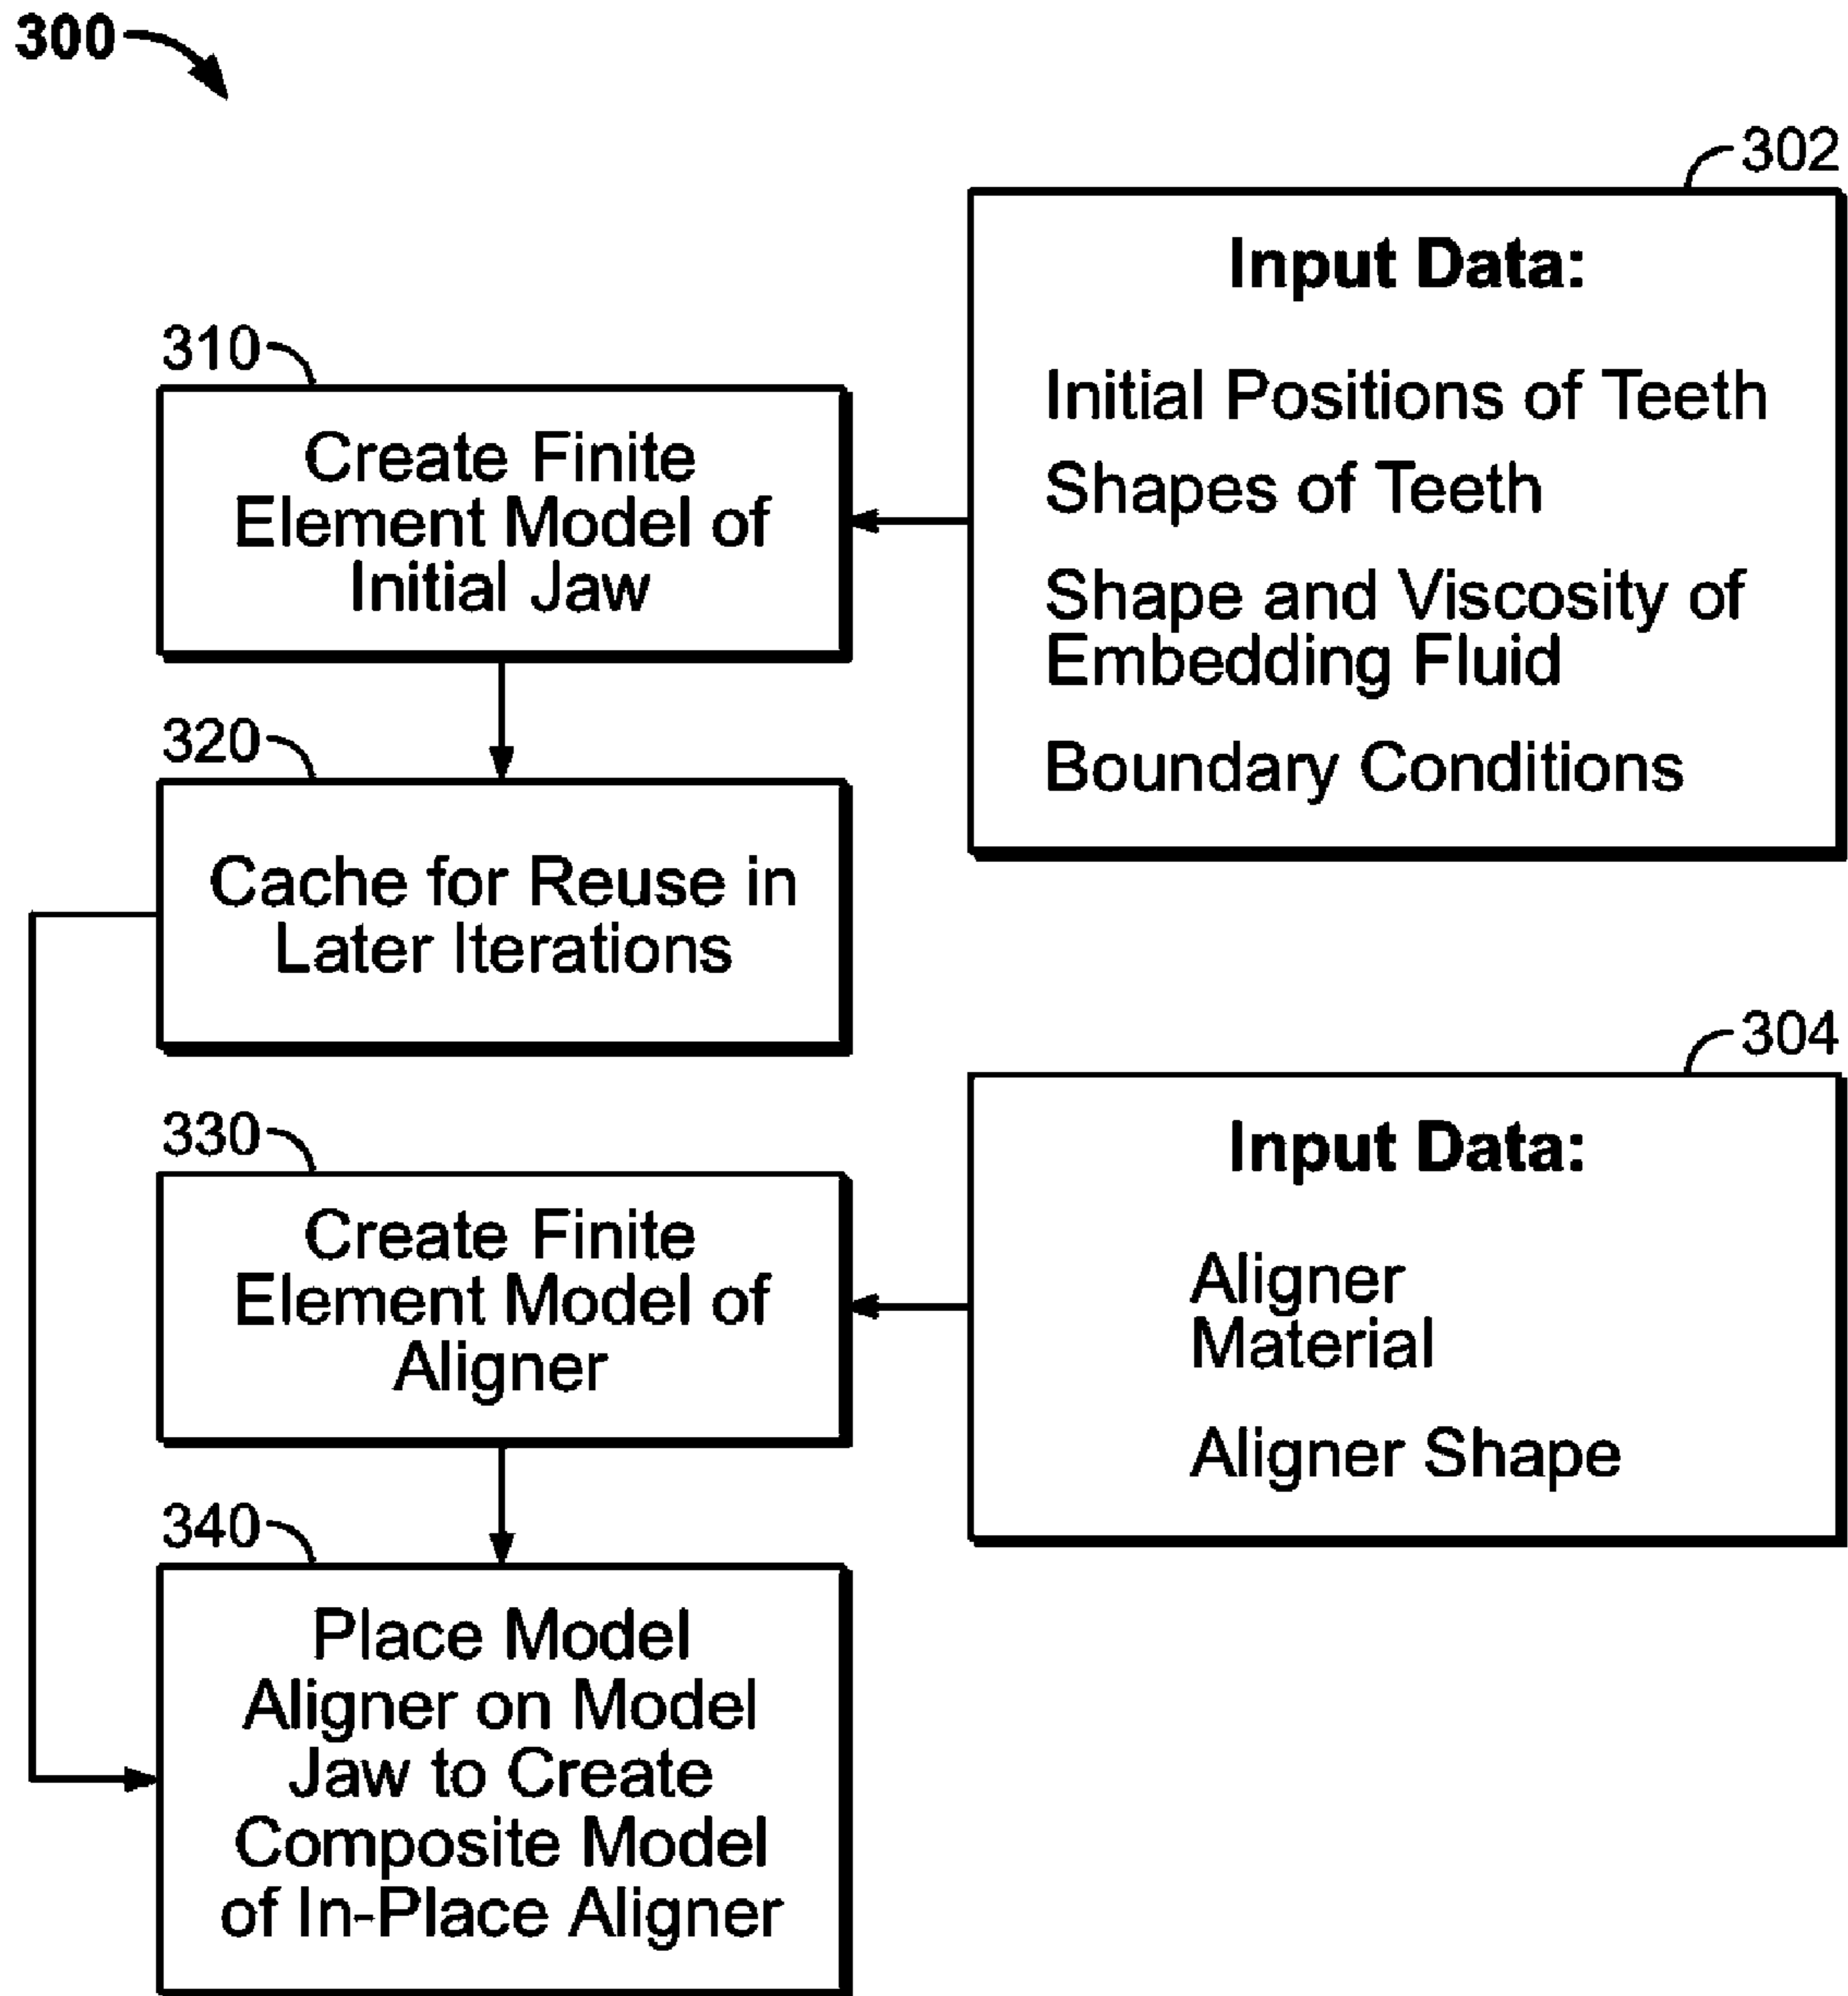 300
302
Input Data:
Initial Positions of Teeth
Shapes of Teeth
Shape and Viscosity of
Embedding Fluid
Boundary Conditions
310
Create Finite
Element Model of
Initial Jaw
320
Cache for Reuse in
Later Iterations
304
Input Data:
Aligner
Material
Aligner Shape
330
Create Finite
Element Model of
Aligner
340
Place Model
Aligner on Model
Jaw to Create
Composite Model
of In-Place Aligner